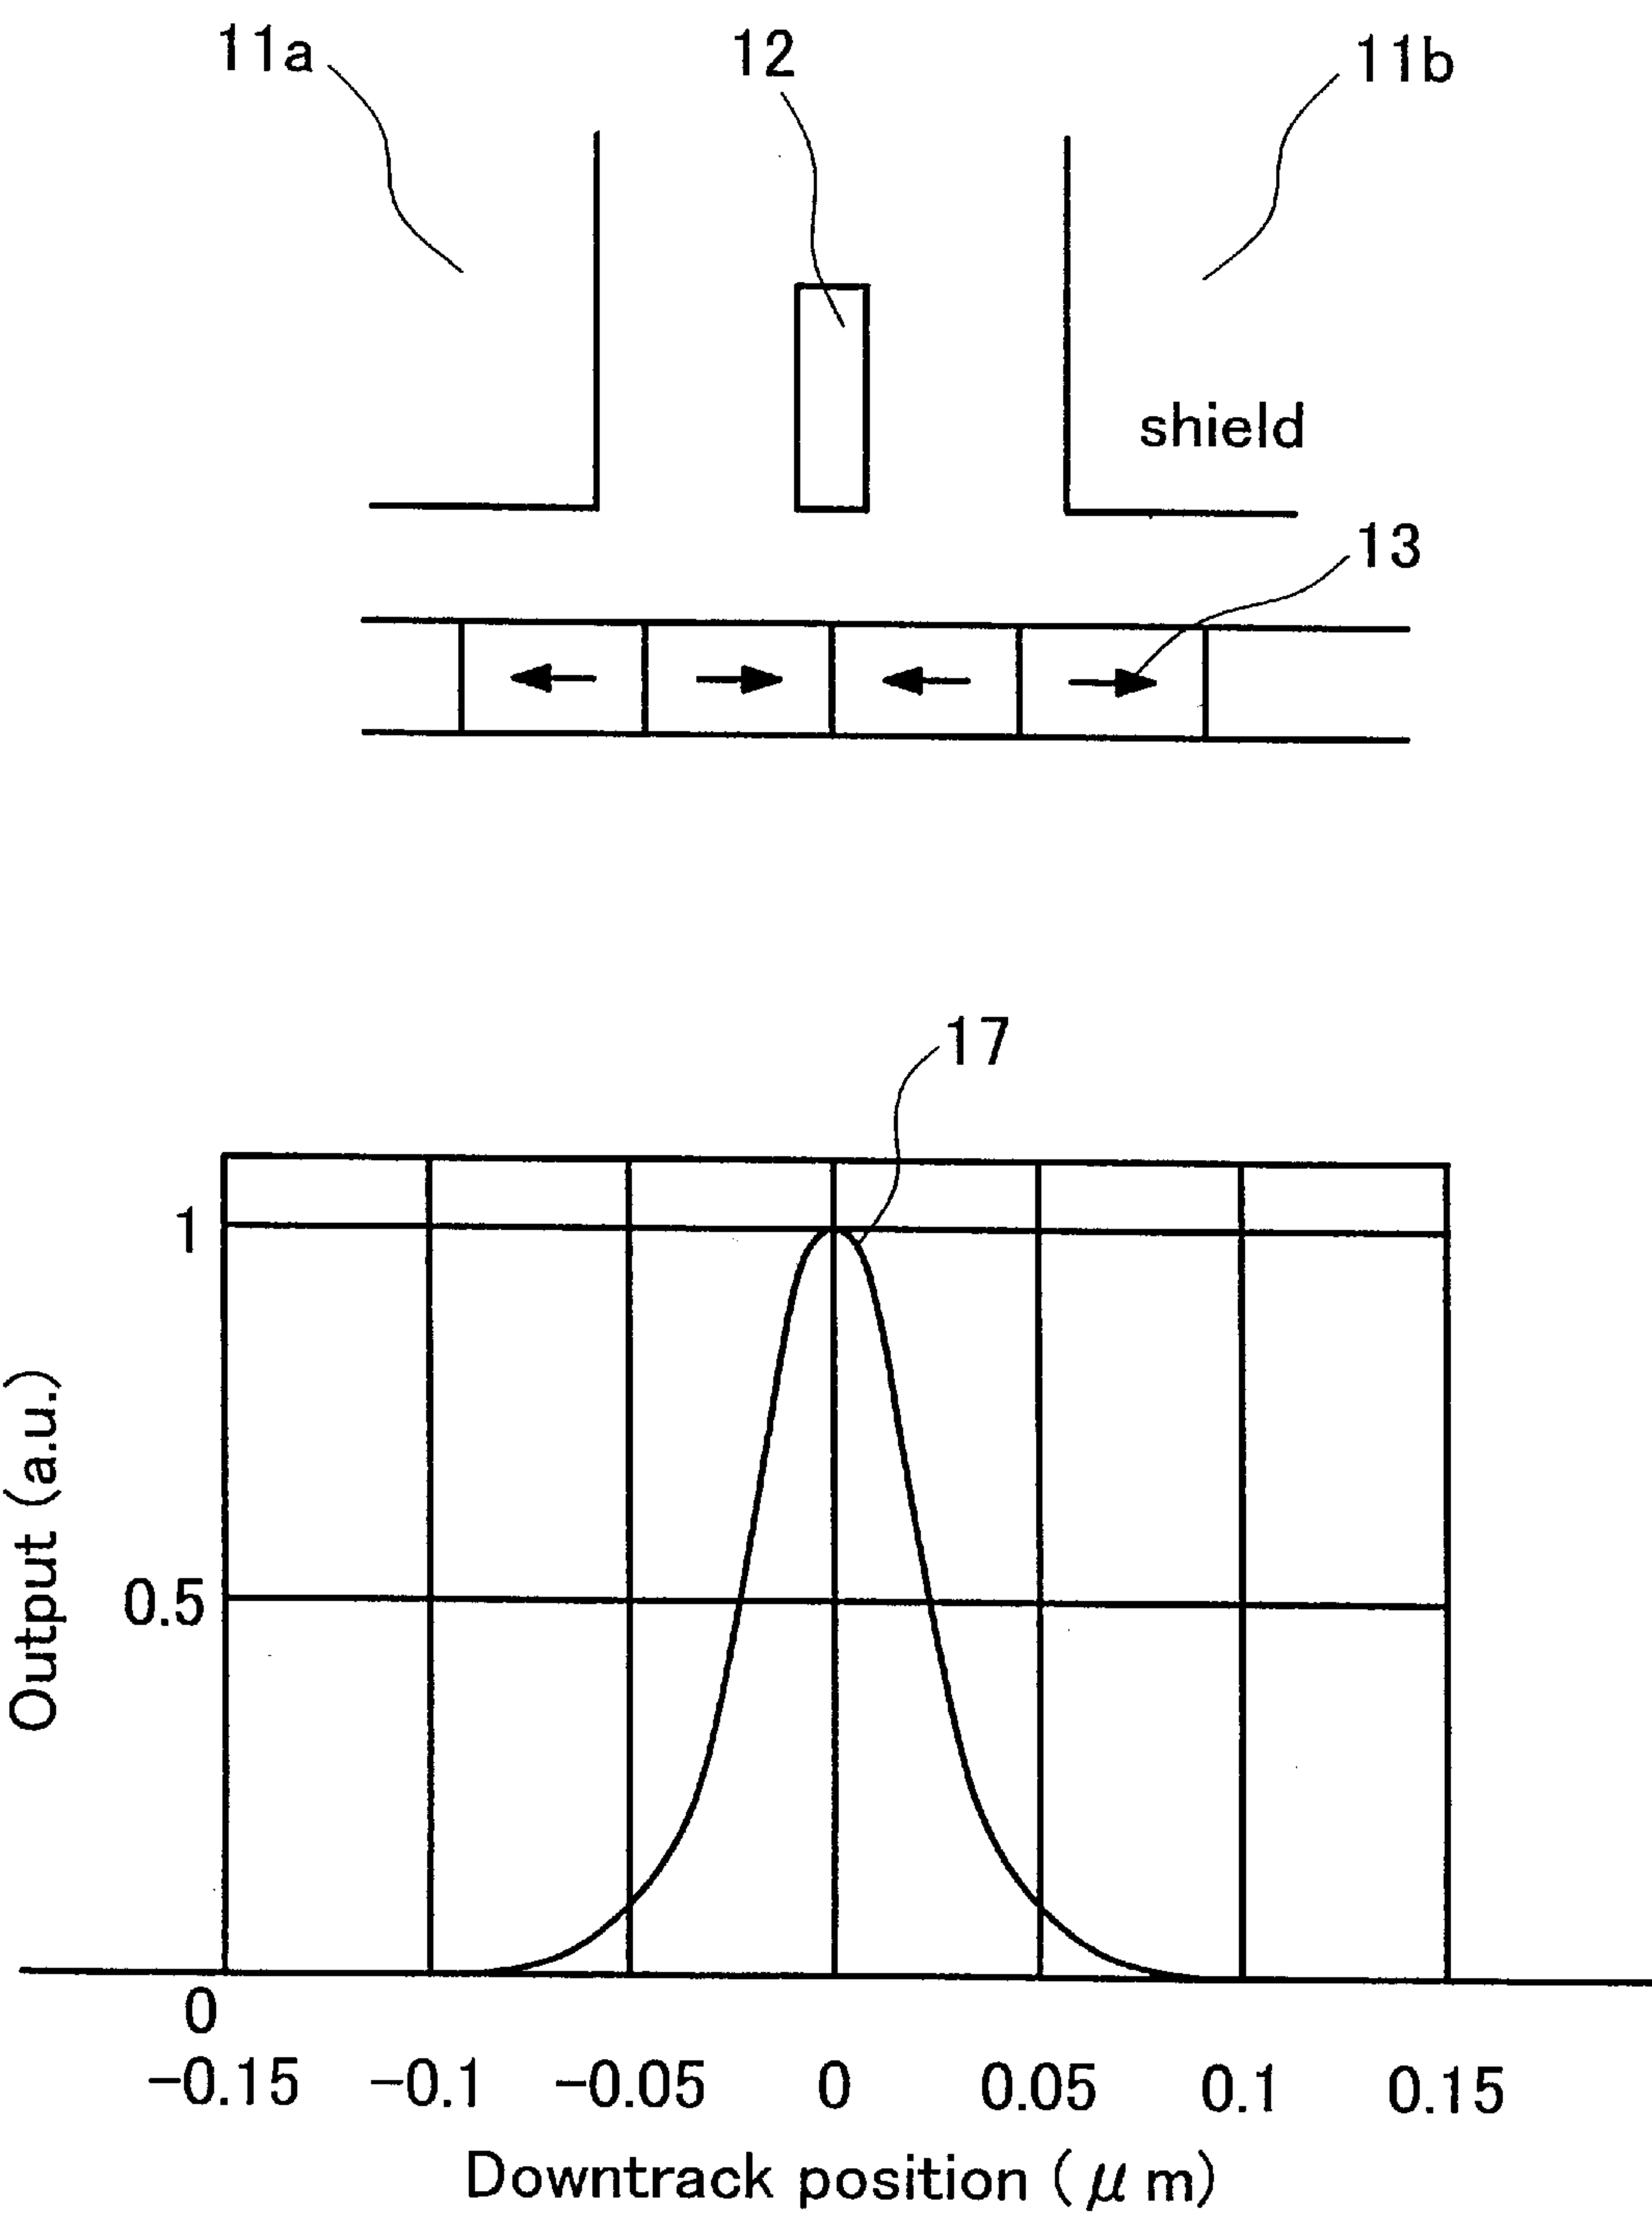 11a 12 11b
shield
13
17
1
0.5
Output (a.u.)
0
−0.15 −0.1 −0.05 0 0.05 0.1 0.15
Downtrack position (μm)